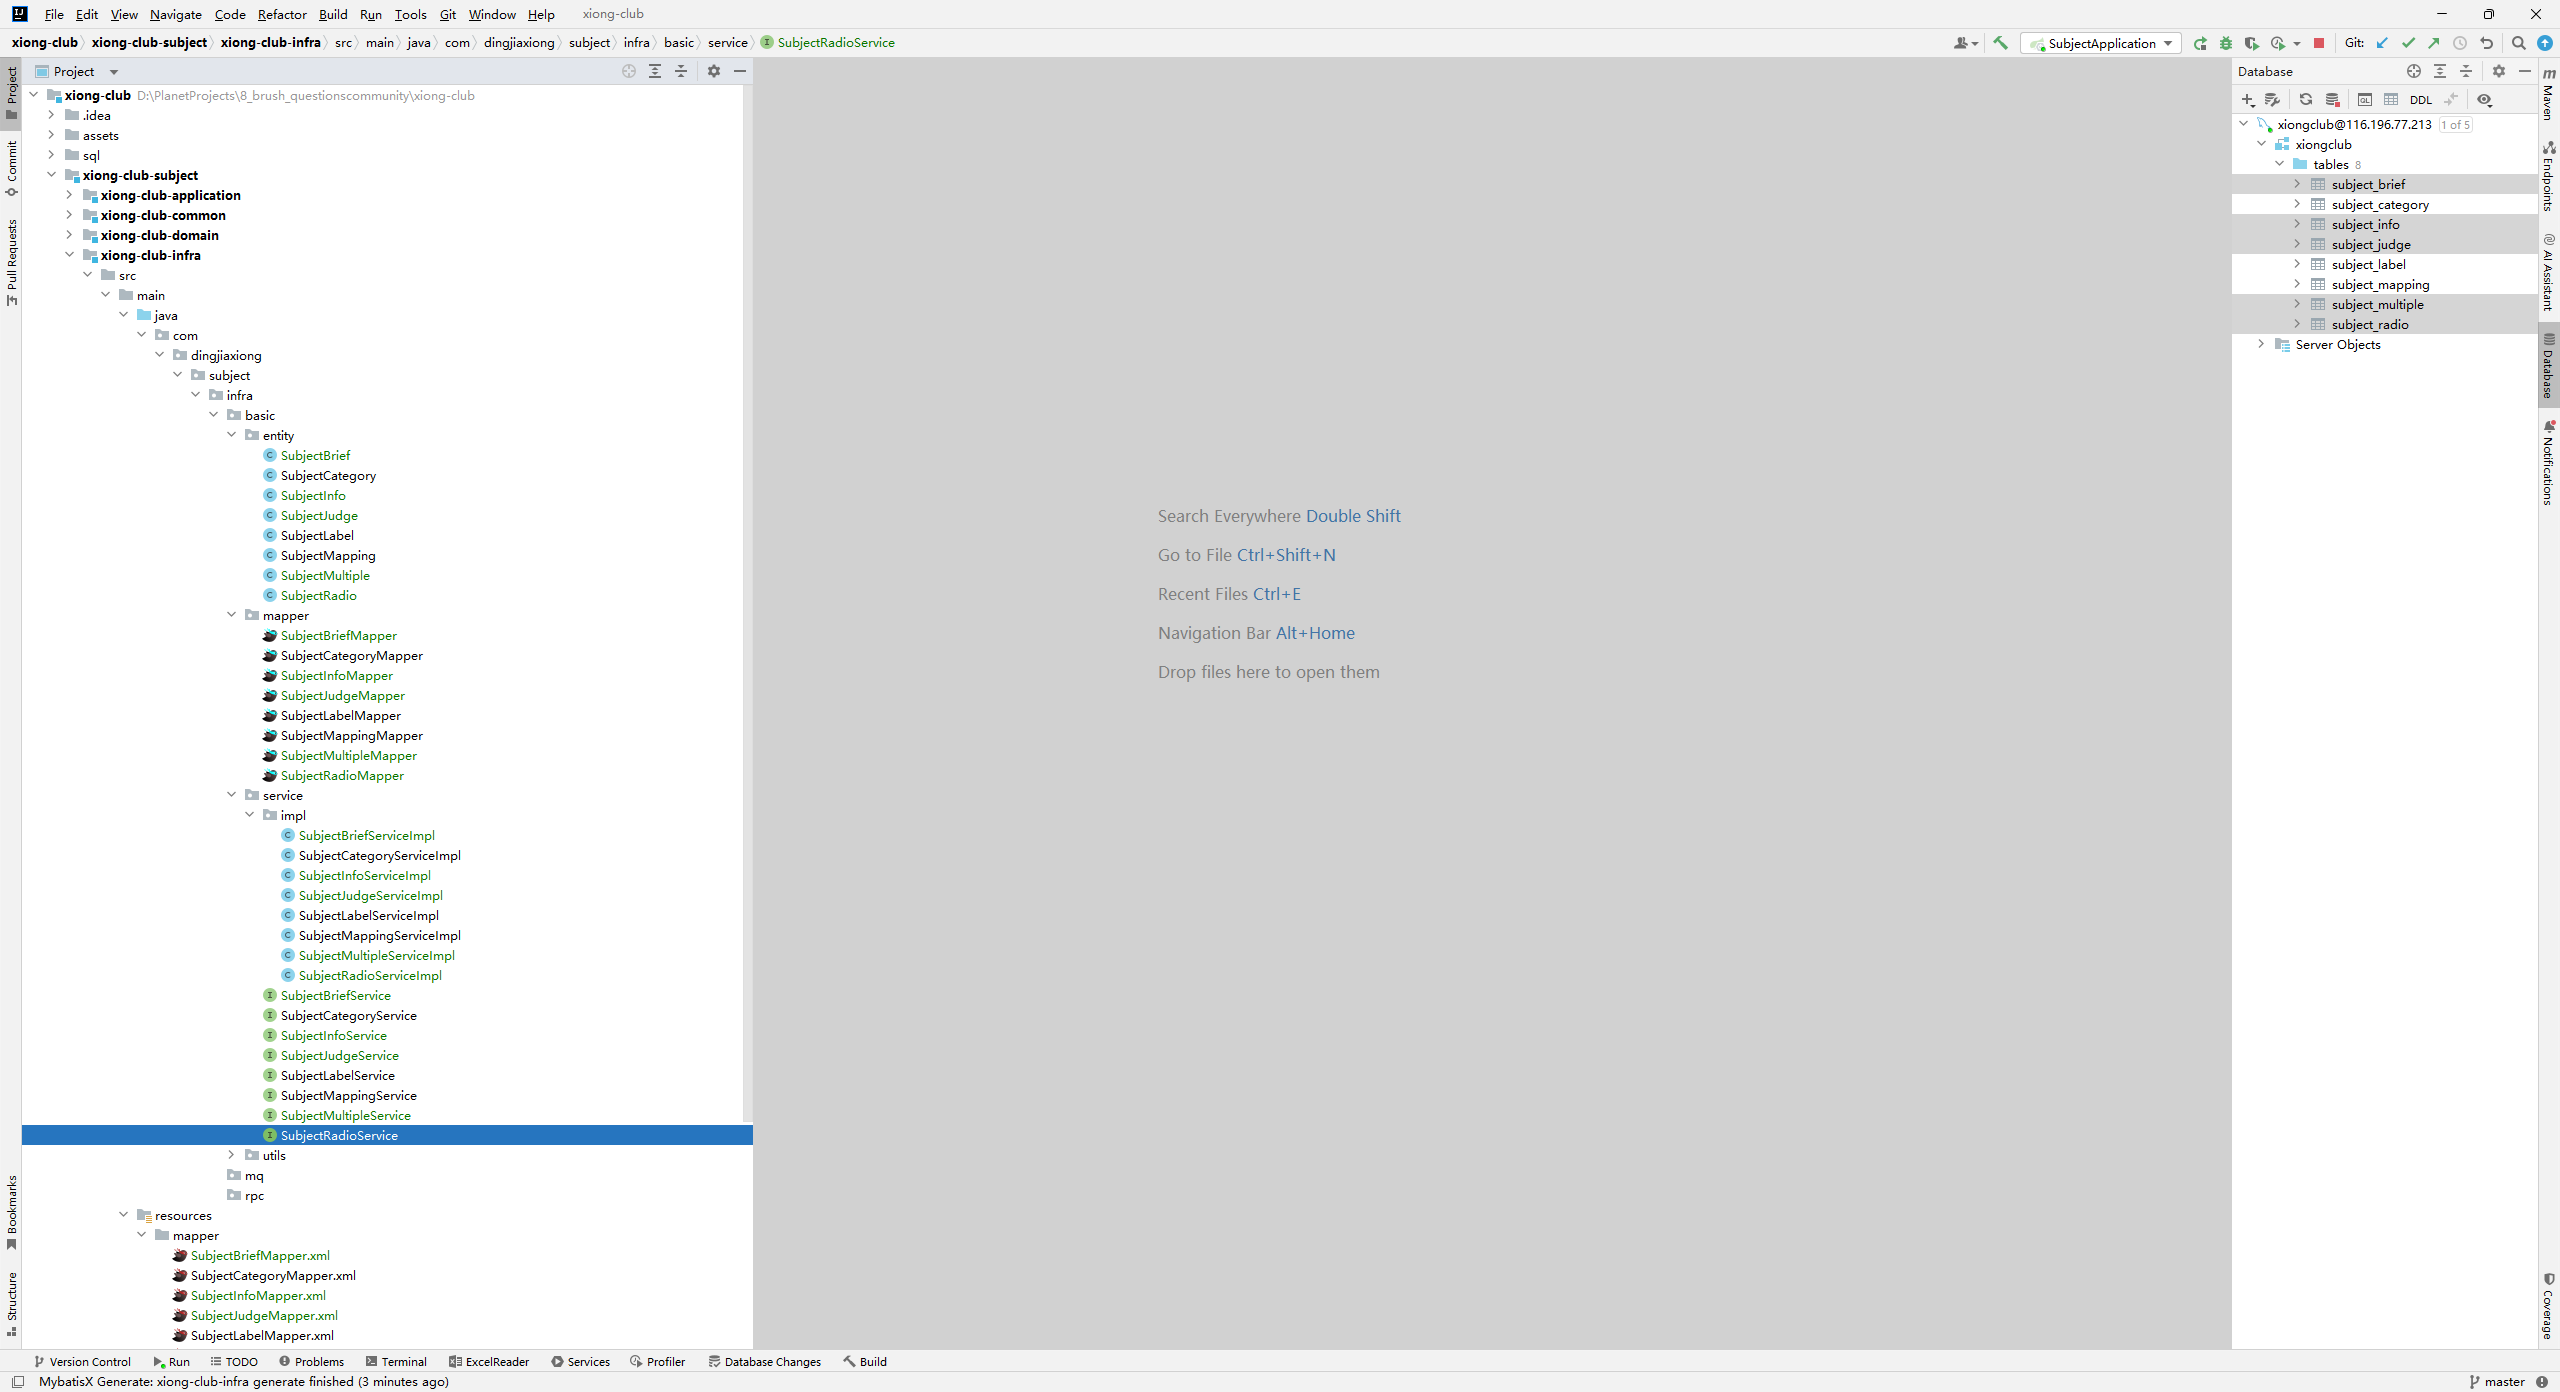 File Edit View Navigate Code Refactor Build Run Tools Git Window Help xiong-club
xiong-club xiong-club-subject xiong-club-infra src main java com dingjiaxiong subject infra basic service SubjectRadioService
SubjectApplication Git:
Project
xiong-club D:\PlanetProjects\8_brush_questionscommunity\xiong-club
.idea
assets
sql
xiong-club-subject
xiong-club-application
xiong-club-common
xiong-club-domain
xiong-club-infra
src
main
java
com
dingjiaxiong
subject
infra
basic
entity
SubjectBrief
SubjectCategory
SubjectInfo
SubjectJudge
SubjectLabel
SubjectMapping
SubjectMultiple
SubjectRadio
mapper
SubjectBriefMapper
SubjectCategoryMapper
SubjectInfoMapper
SubjectJudgeMapper
SubjectLabelMapper
SubjectMappingMapper
SubjectMultipleMapper
SubjectRadioMapper
service
impl
SubjectBriefServiceImpl
SubjectCategoryServiceImpl
SubjectInfoServiceImpl
SubjectJudgeServiceImpl
SubjectLabelServiceImpl
SubjectMappingServiceImpl
SubjectMultipleServiceImpl
SubjectRadioServiceImpl
SubjectBriefService
SubjectCategoryService
SubjectInfoService
SubjectJudgeService
SubjectLabelService
SubjectMappingService
SubjectMultipleService
SubjectRadioService
utils
mq
rpc
resources
mapper
SubjectBriefMapper.xml
SubjectCategoryMapper.xml
SubjectInfoMapper.xml
SubjectJudgeMapper.xml
SubjectLabelMapper.xml
Project
Commit
Pull Requests
Bookmarks
Structure
Search Everywhere Double Shift
Go to File Ctrl+Shift+N
Recent Files Ctrl+E
Navigation Bar Alt+Home
Drop files here to open them
Database
QL DDL
xiongclub@116.196.77.213 1 of 5
xiongclub
tables 8
subject_brief
subject_category
subject_info
subject_judge
subject_label
subject_mapping
subject_multiple
subject_radio
Server Objects
m Maven
Endpoints
AI Assistant
Database
Notifications
Coverage
Version Control Run TODO Problems Terminal ExcelReader Services Profiler Database Changes Build
MybatisX Generate: xiong-club-infra generate finished (3 minutes ago)
master